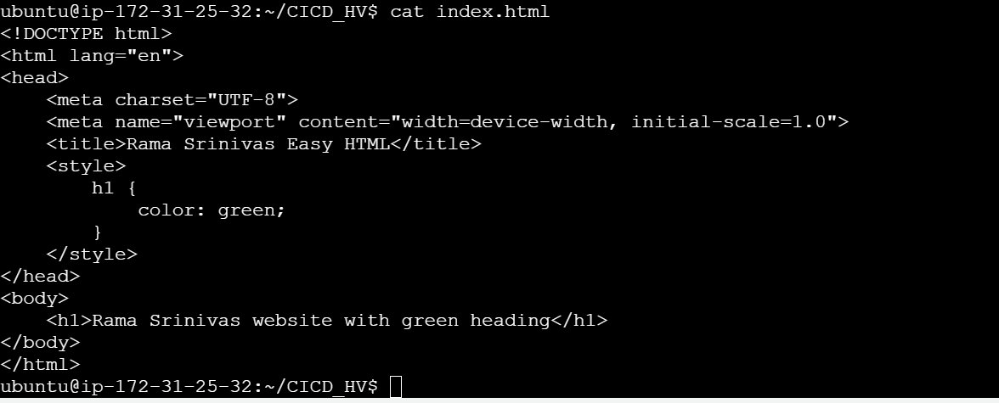 ubuntu@ip-172-31-25-32:~/CICD_HV$ cat index.html
<!DOCTYPE html>
<html lang="en">
<head>
    <meta charset="UTF-8">
    <meta name="viewport" content="width=device-width, initial-scale=1.0">
    <title>Rama Srinivas Easy HTML</title>
    <style>
        h1 {
            color: green;
        }
    </style>
</head>
<body>
    <h1>Rama Srinivas website with green heading</h1>
</body>
</html>
ubuntu@ip-172-31-25-32:~/CICD_HV$